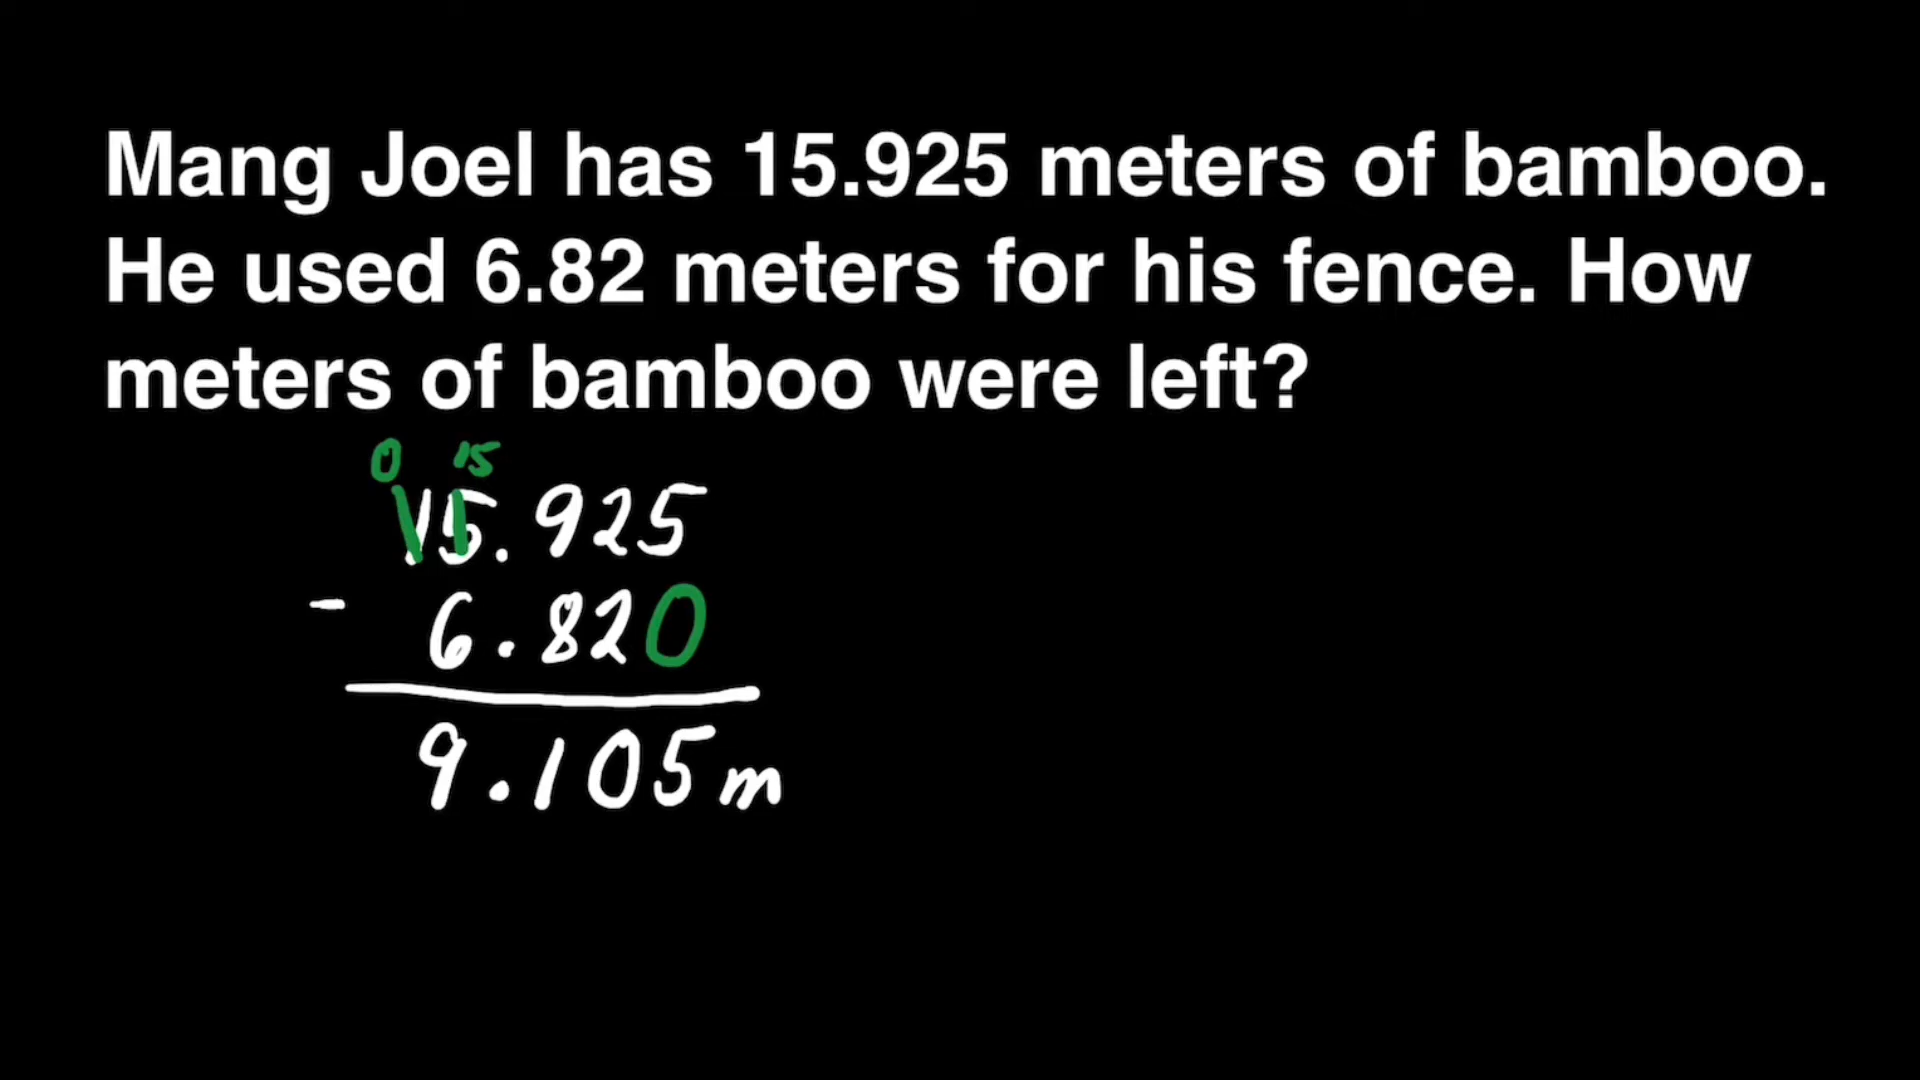 Mang Joel has 15.925 meters of bamboo.
He used 6.82 meters for his fence. How
meters of bamboo were left?
0 15
15.925
- 6.820
9.105m